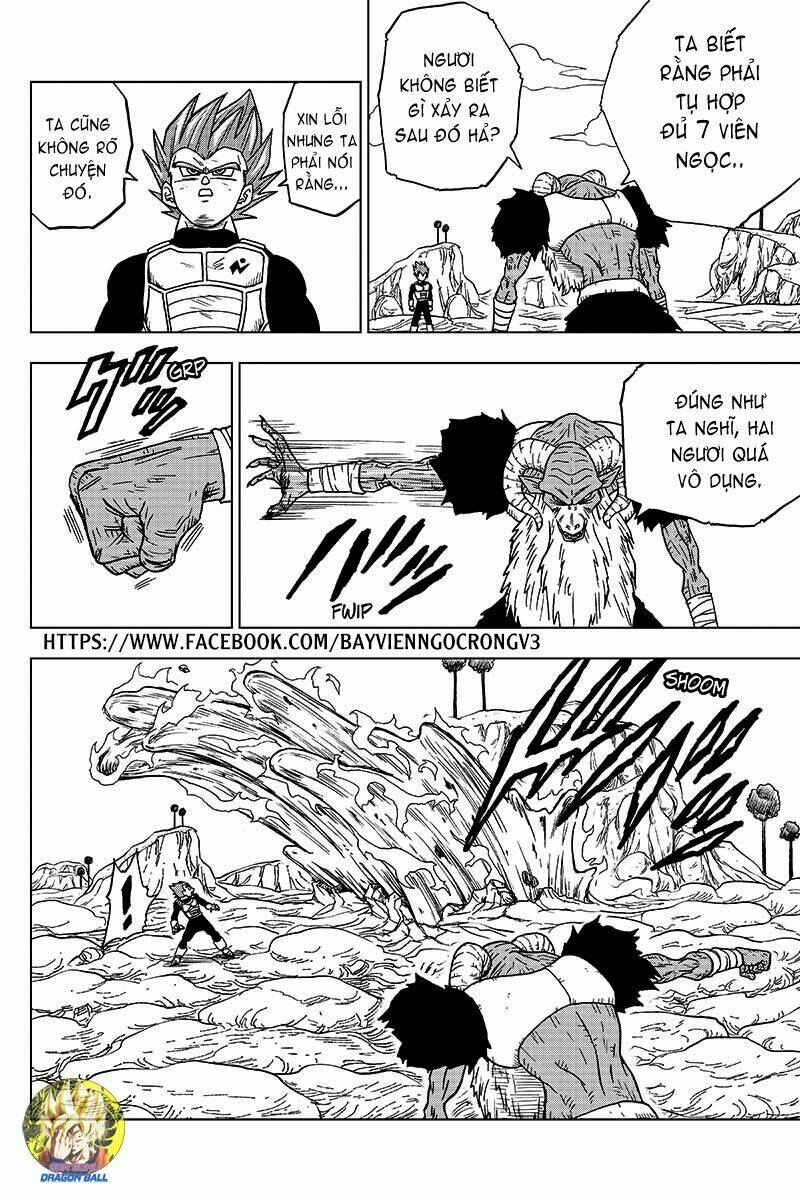 TA BIẾT
RẰNG PHẢI
TỤ HỢP
ĐỦ 7 VIÊN
NGỌC..
NGƯƠI
KHÔNG BIẾT
GÌ XẢY RA
SAU ĐÓ HẢ?
XIN LỖI
NHƯNG TA
PHẢI NÓI
RẰNG...
TA CŨNG
KHÔNG RÕ
CHUYỆN
ĐÓ.
ĐÚNG NHƯ
TA NGHĨ, HAI
NGƯƠI QUÁ
VÔ DỤNG.
FWIP
GRP
HTTPS://WWW.FACEBOOK.COM/BAYVIENNGOCRONGV3
SHOOM
!
DRAGON BALL